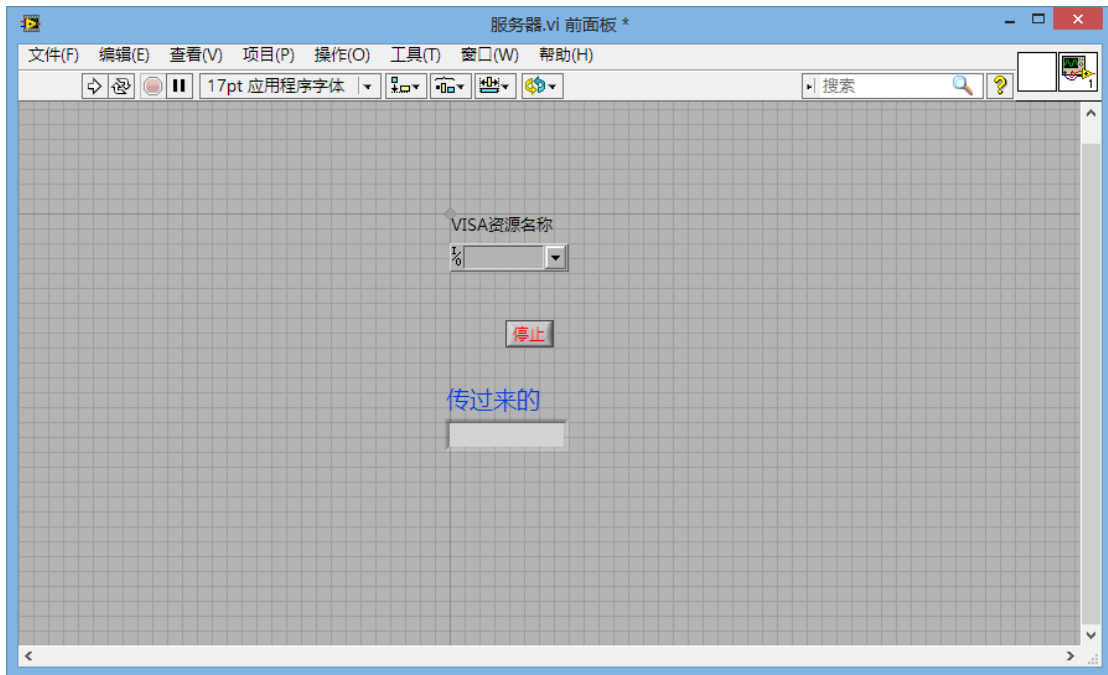 服务器.vi 前面板 *
文件(F) 编辑(E) 查看(V) 项目(P) 操作(O) 工具(T) 窗口(W) 帮助(H)
17pt 应用程序字体 搜索 ? 1
VISA资源名称
I/O
停止
传过来的